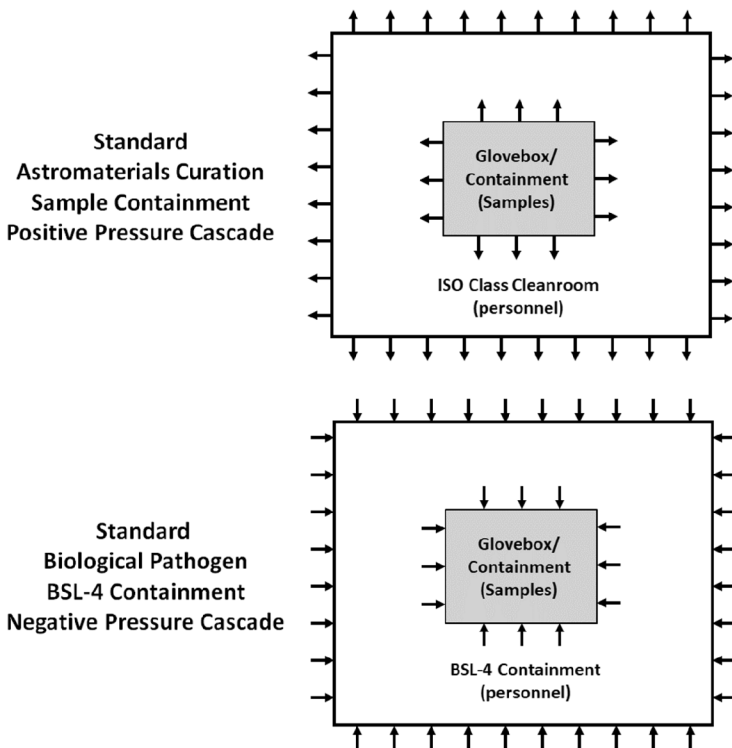 Standard
Astromaterials Curation
Sample Containment
Positive Pressure Cascade
Glovebox/
Containment
(Samples)
ISO Class Cleanroom
(personnel)
Standard
Biological Pathogen
BSL-4 Containment
Negative Pressure Cascade
Glovebox/
Containment
(Samples)
BSL-4 Containment
(personnel)